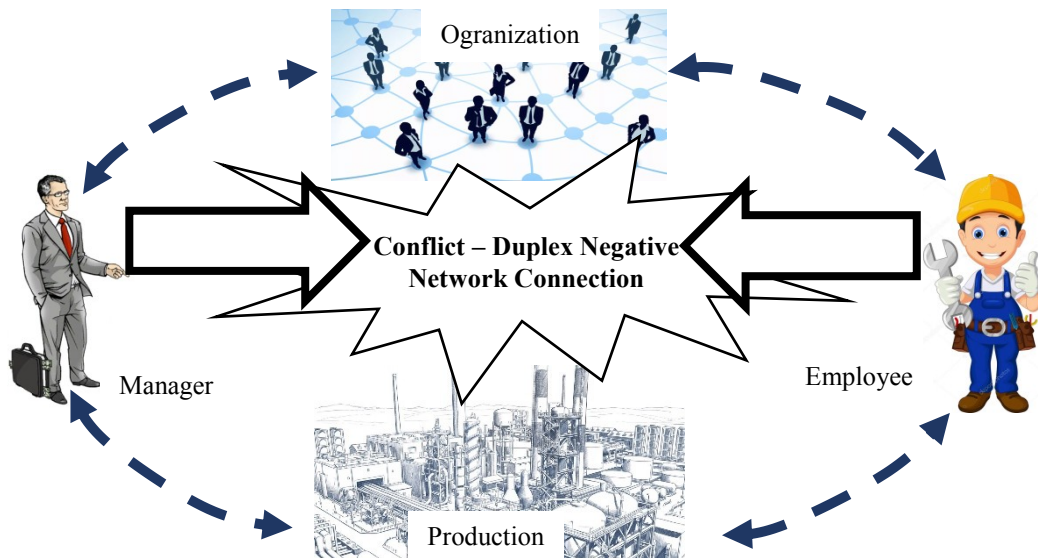 Ogranization
Conflict – Duplex Negative
Network Connection
Manager
Employee
Production